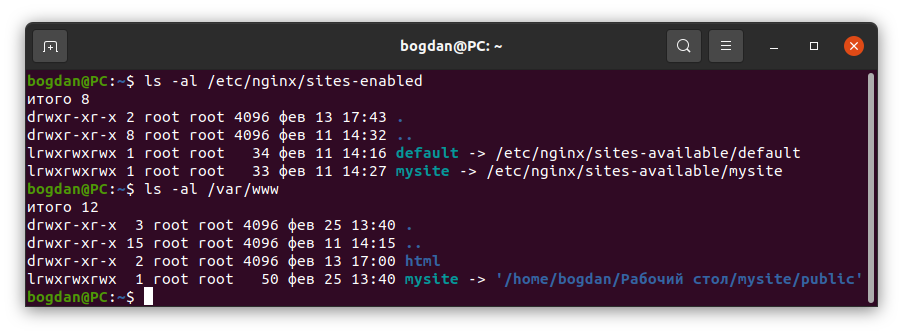 bogdan@PC: ~
bogdan@PC:~$ ls -al /etc/nginx/sites-enabled
итого 8
drwxr-xr-x 2 root root 4096 фев 13 17:43 .
drwxr-xr-x 8 root root 4096 фев 11 14:32 ..
lrwxrwxrwx 1 root root   34 фев 11 14:16 default -> /etc/nginx/sites-available/default
lrwxrwxrwx 1 root root   33 фев 11 14:27 mysite -> /etc/nginx/sites-available/mysite
bogdan@PC:~$ ls -al /var/www
итого 12
drwxr-xr-x  3 root root 4096 фев 25 13:40 .
drwxr-xr-x 15 root root 4096 фев 11 14:15 ..
drwxr-xr-x  2 root root 4096 фев 13 17:00 html
lrwxrwxrwx  1 root root   50 фев 25 13:40 mysite -> '/home/bogdan/Рабочий стол/mysite/public'
bogdan@PC:~$